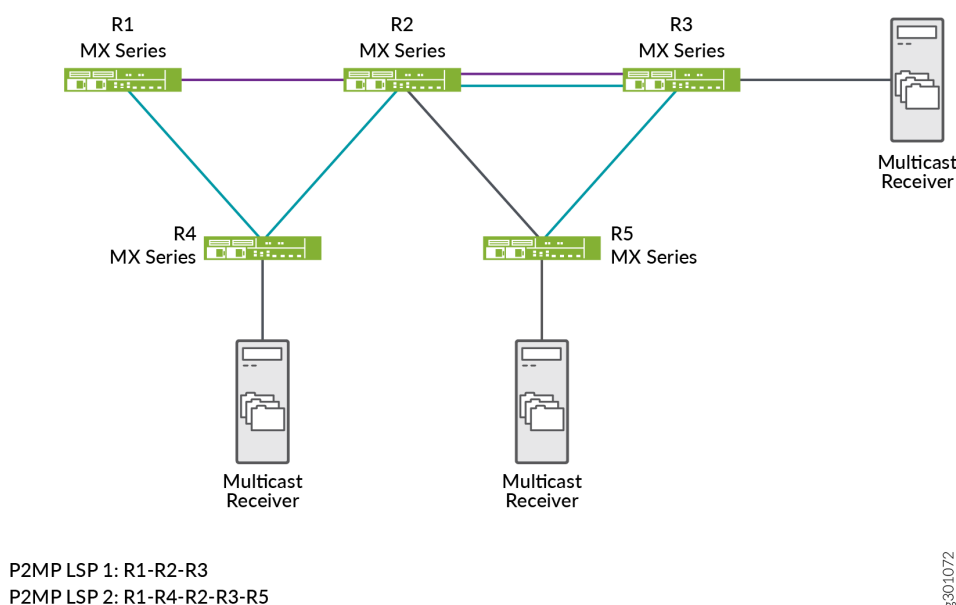 R1
MX Series
R2
MX Series
R3
MX Series
Multicast
Receiver
R4
MX Series
R5
MX Series
Multicast
Receiver
Multicast
Receiver
P2MP LSP 1: R1-R2-R3
P2MP LSP 2: R1-R4-R2-R3-R5
g301072